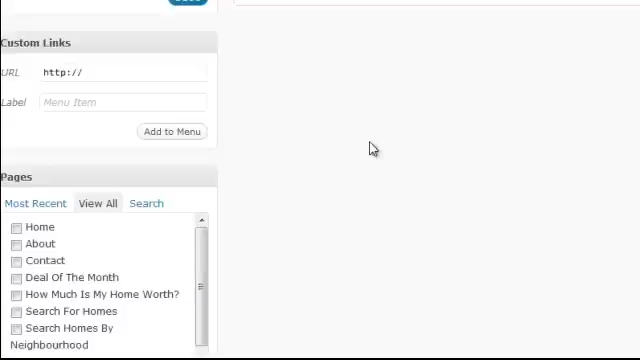 Custom Links
URL http://
Label Menu Item
Add to Menu
Pages
Most Recent View All Search
Home
About
Contact
Deal Of The Month
How Much Is My Home Worth?
Search For Homes
Search Homes By
Neighbourhood